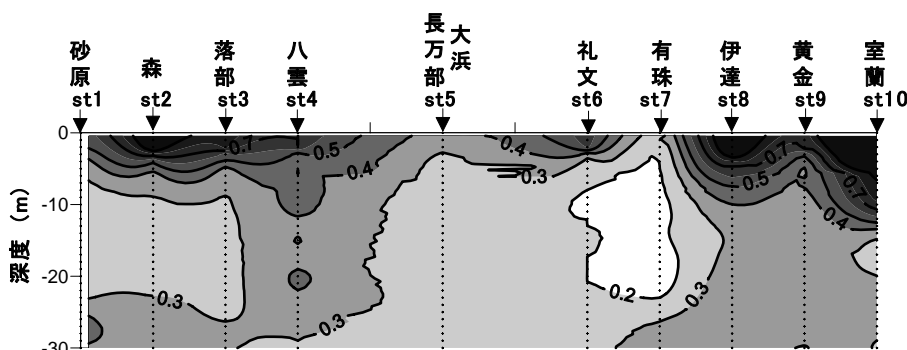 砂原
st1
森
st2
落部
st3
八雲
st4
長万部
大浜
st5
礼文
st6
有珠
st7
伊達
st8
黄金
st9
室蘭
st10
深度 (m)
0
-10
-20
-30
0.7
0.5
0.4
0.4
0.3
0.7
0.5
0.7
0.4
0.3
0.3
0.2
0.3